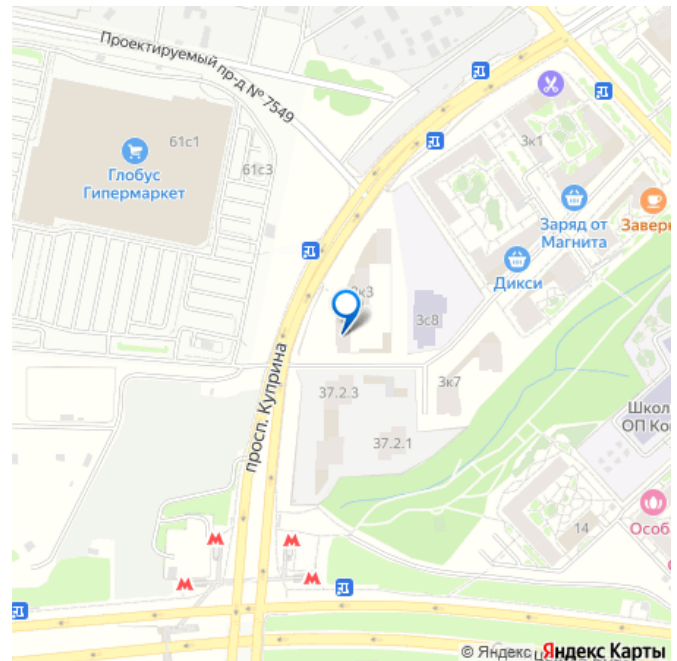 Проектируемый пр-д № 7549
61с1
Глобус
Гипермаркет
61с3
3к1
Заряд от
Магнита
Заверн
Дикси
3к3
3с8
3к7
просп. Куприна
37.2.3
37.2.1
Школ
ОП Ко
14
Особ
© Яндекс Яндекс Карты